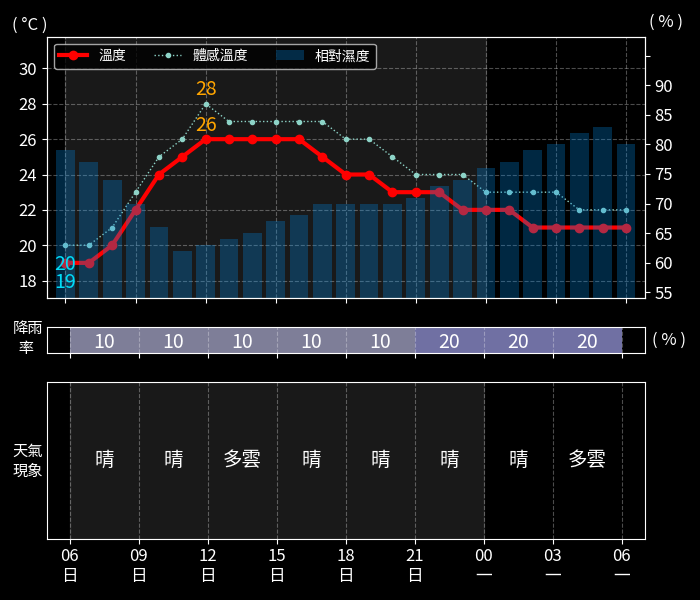 ( °C )
( % )
溫度
體感溫度
相對濕度
30
28
26
24
22
20
18
90
85
80
75
70
65
60
55
28
26
20
19
降雨
率
10 10 10 10 10 20 20 20
( % )
天氣
現象
晴 晴 多雲 晴 晴 晴 晴 多雲
06 09 12 15 18 21 00 03 06
日 日 日 日 日 日 一 一 一